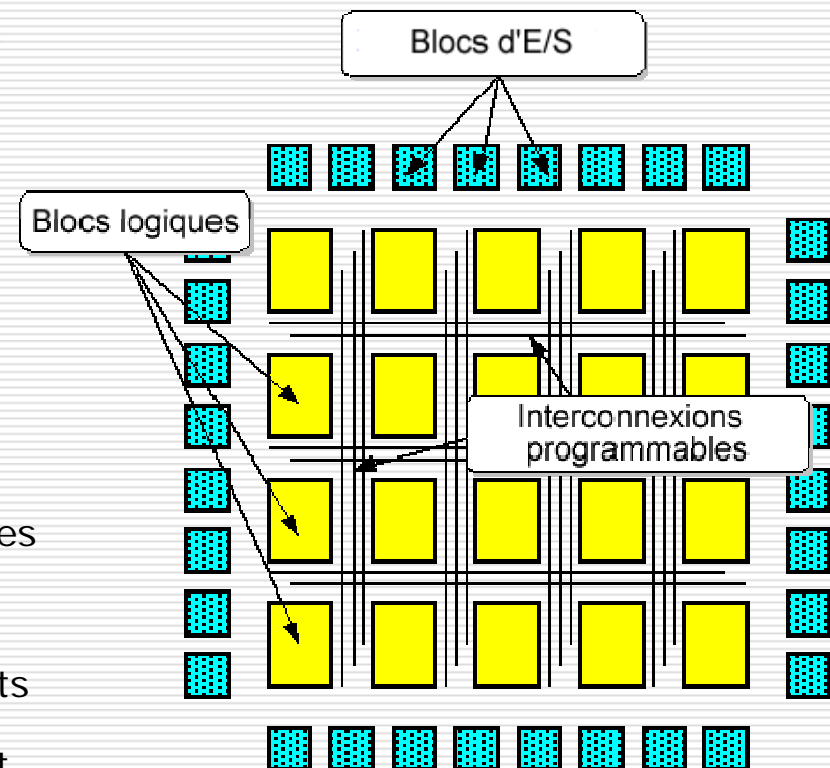 Blocs d'E/S
Blocs logiques
Interconnexions
programmables
es
ts
t